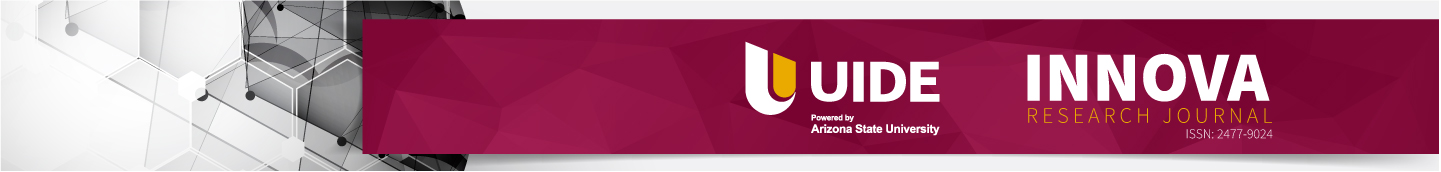 UIDE
Powered by
Arizona State University
INNOVA
RESEARCH JOURNAL
ISSN: 2477-9024